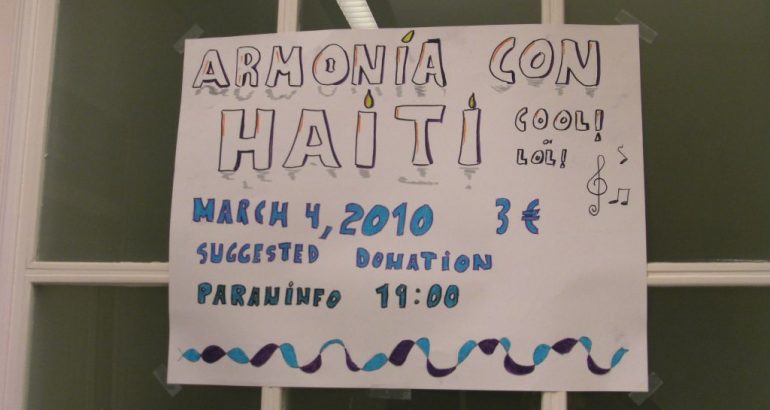 ARMONÍA CON
HAITI
COOL!
LOL!
MARCH 4, 2010 3 €
SUGGESTED DONATION
PARANINFO 19:00